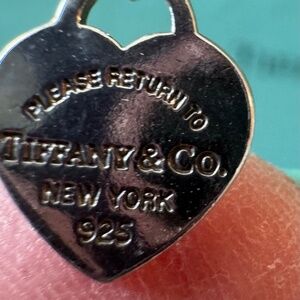 PLEASE RETURN TO
TIFFANY & CO.
NEW YORK
925